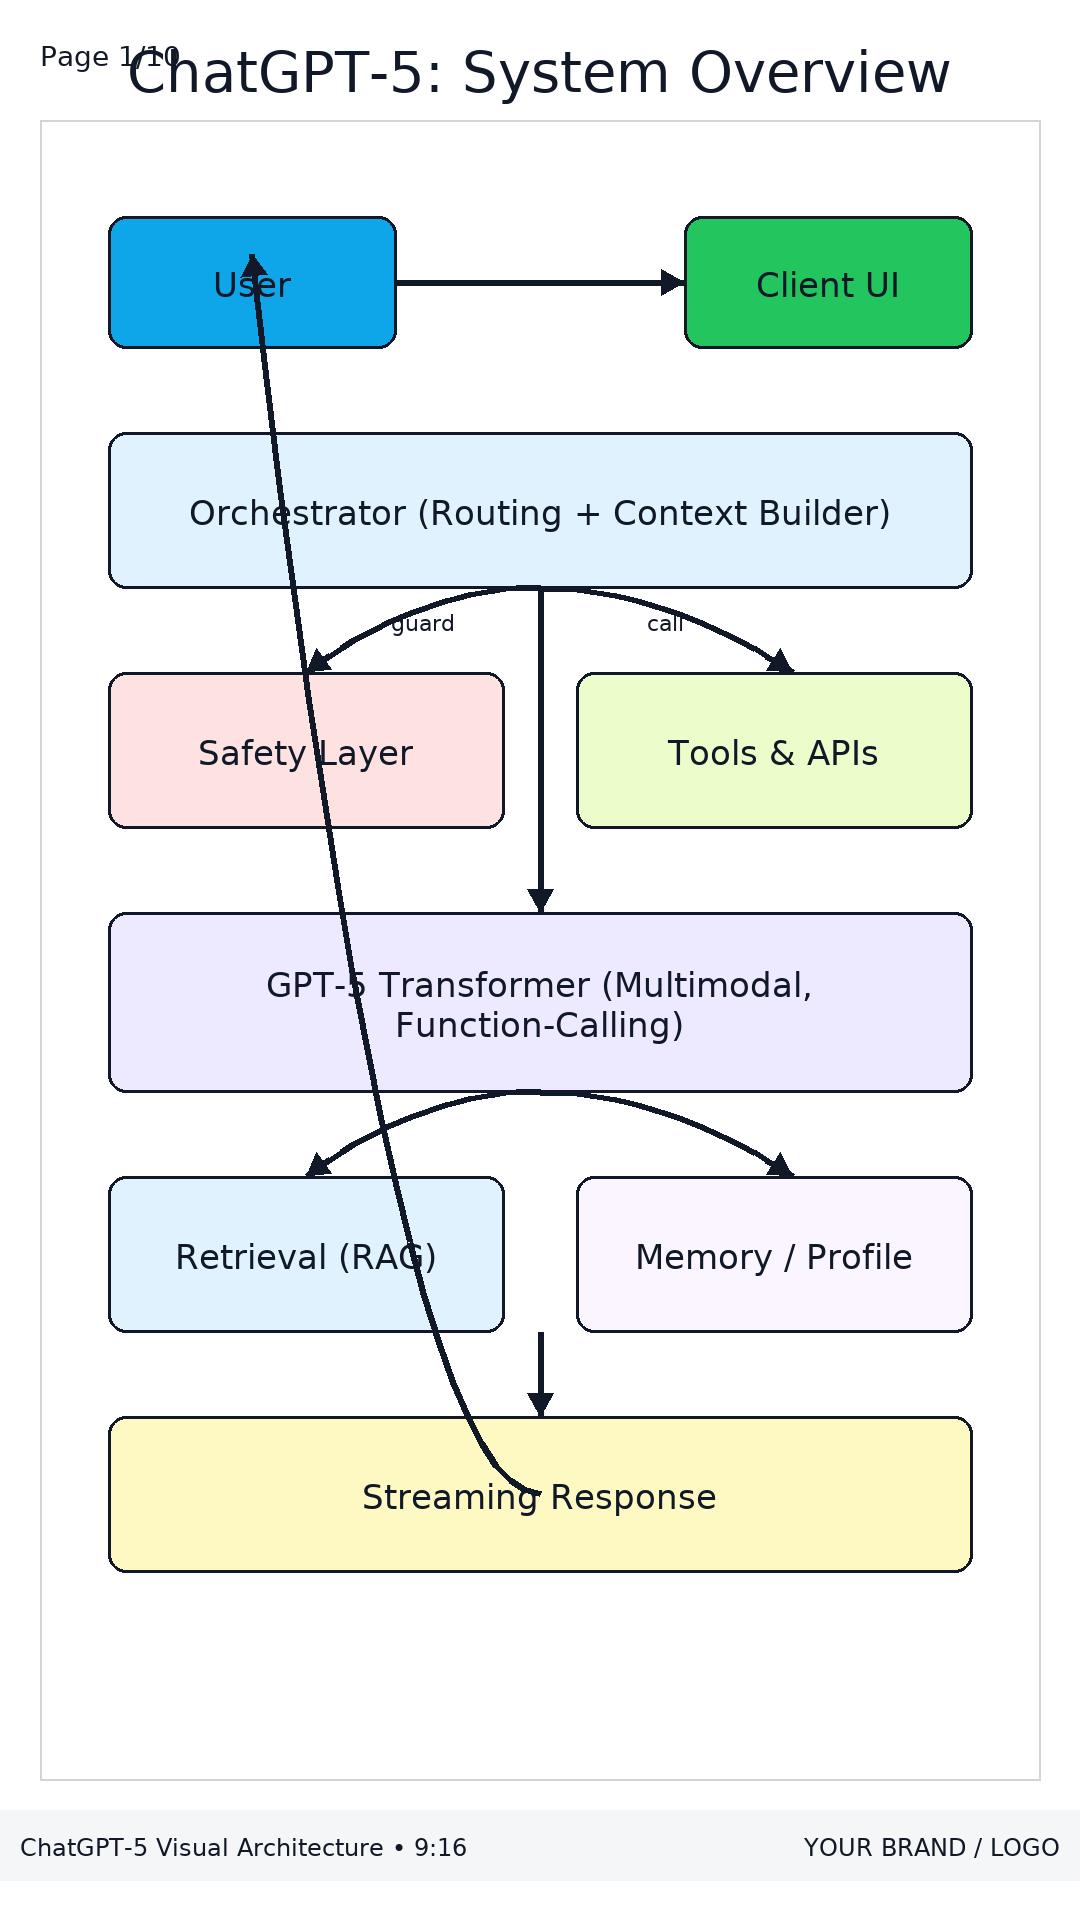 Page 1/10
ChatGPT-5: System Overview
User
Client UI
Orchestrator (Routing + Context Builder)
guard
call
Safety Layer
Tools & APIs
GPT-5 Transformer (Multimodal,
Function-Calling)
Retrieval (RAG)
Memory / Profile
Streaming Response
ChatGPT-5 Visual Architecture • 9:16
YOUR BRAND / LOGO